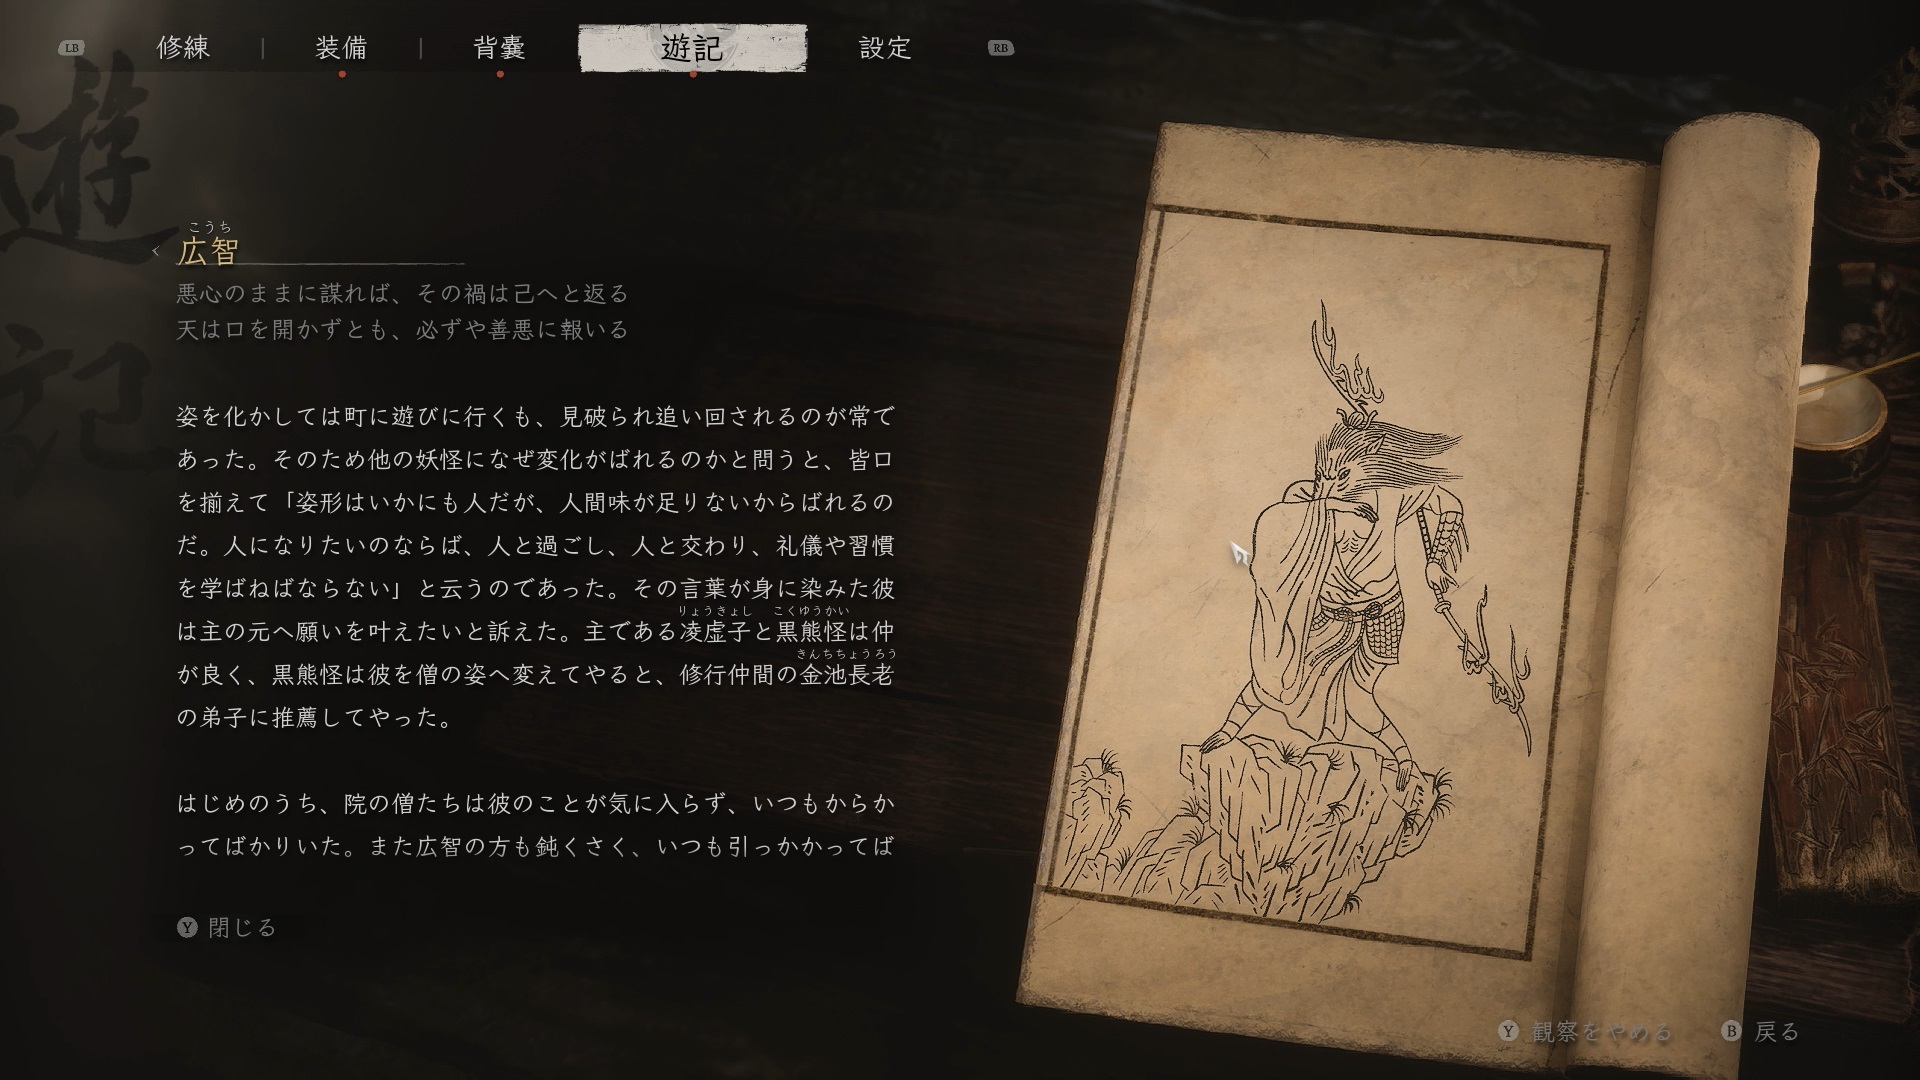 LB 修練 | 装備 | 背嚢 遊記 設定 RB
遊記
こうち
広智
悪心のままに謀れば、その禍は己へと返る
天は口を開かずとも、必ずや善悪に報いる
姿を化かしては町に遊びに行くも、見破られ追い回されるのが常で
あった。そのため他の妖怪になぜ変化がばれるのかと問うと、皆口
を揃えて「姿形はいかにも人だが、人間味が足りないからばれるの
だ。人になりたいのならば、人と過ごし、人と交わり、礼儀や習慣
を学ばねばならない」と云うのであった。その言葉が身に染みた彼
りょうきょし こくゆうかい
は主の元へ願いを叶えたいと訴えた。主である凌虚子と黒熊怪は仲
きんちちょうろう
が良く、黒熊怪は彼を僧の姿へ変えてやると、修行仲間の金池長老
の弟子に推薦してやった。
はじめのうち、院の僧たちは彼のことが気に入らず、いつもからか
ってばかりいた。また広智の方も鈍くさく、いつも引っかかってば
Y 閉じる
Y 観察をやめる B 戻る